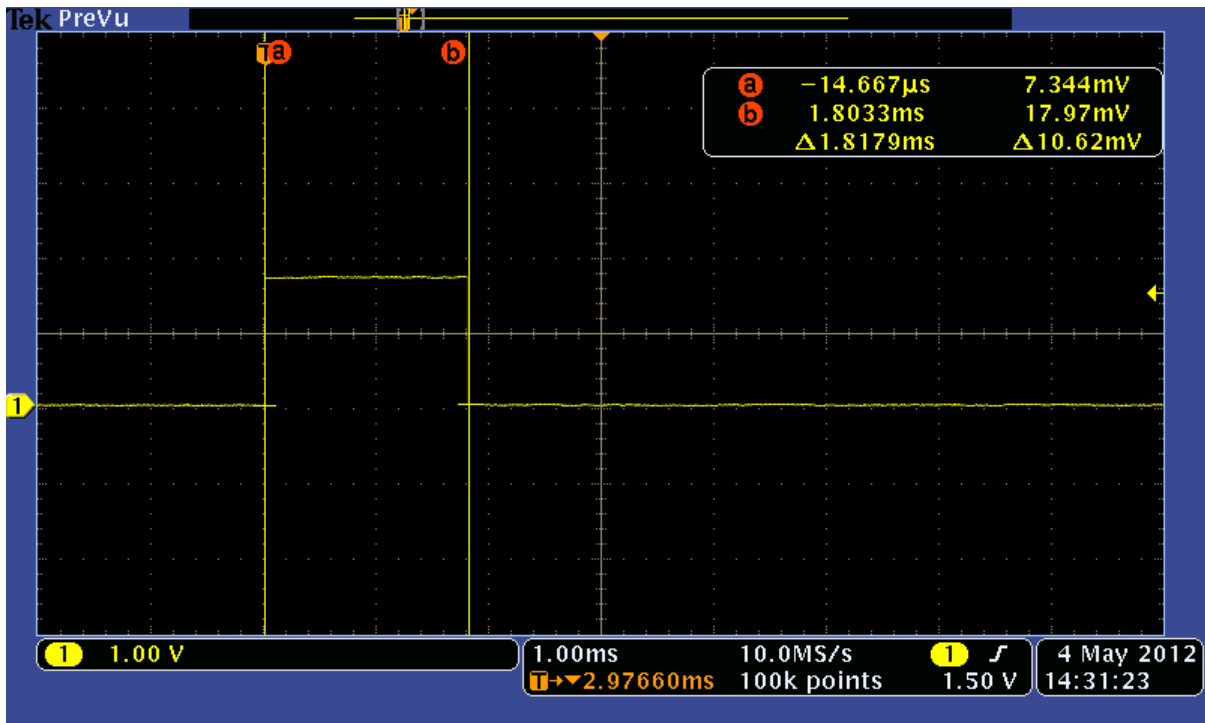 Tek PreVu
T a b
a −14.667µs 7.344mV
b 1.8033ms 17.97mV
Δ1.8179ms Δ10.62mV
1
1 1.00 V
1.00ms 10.0MS/s 1
T→▼2.97660ms 100k points 1.50 V
4 May 2012
14:31:23